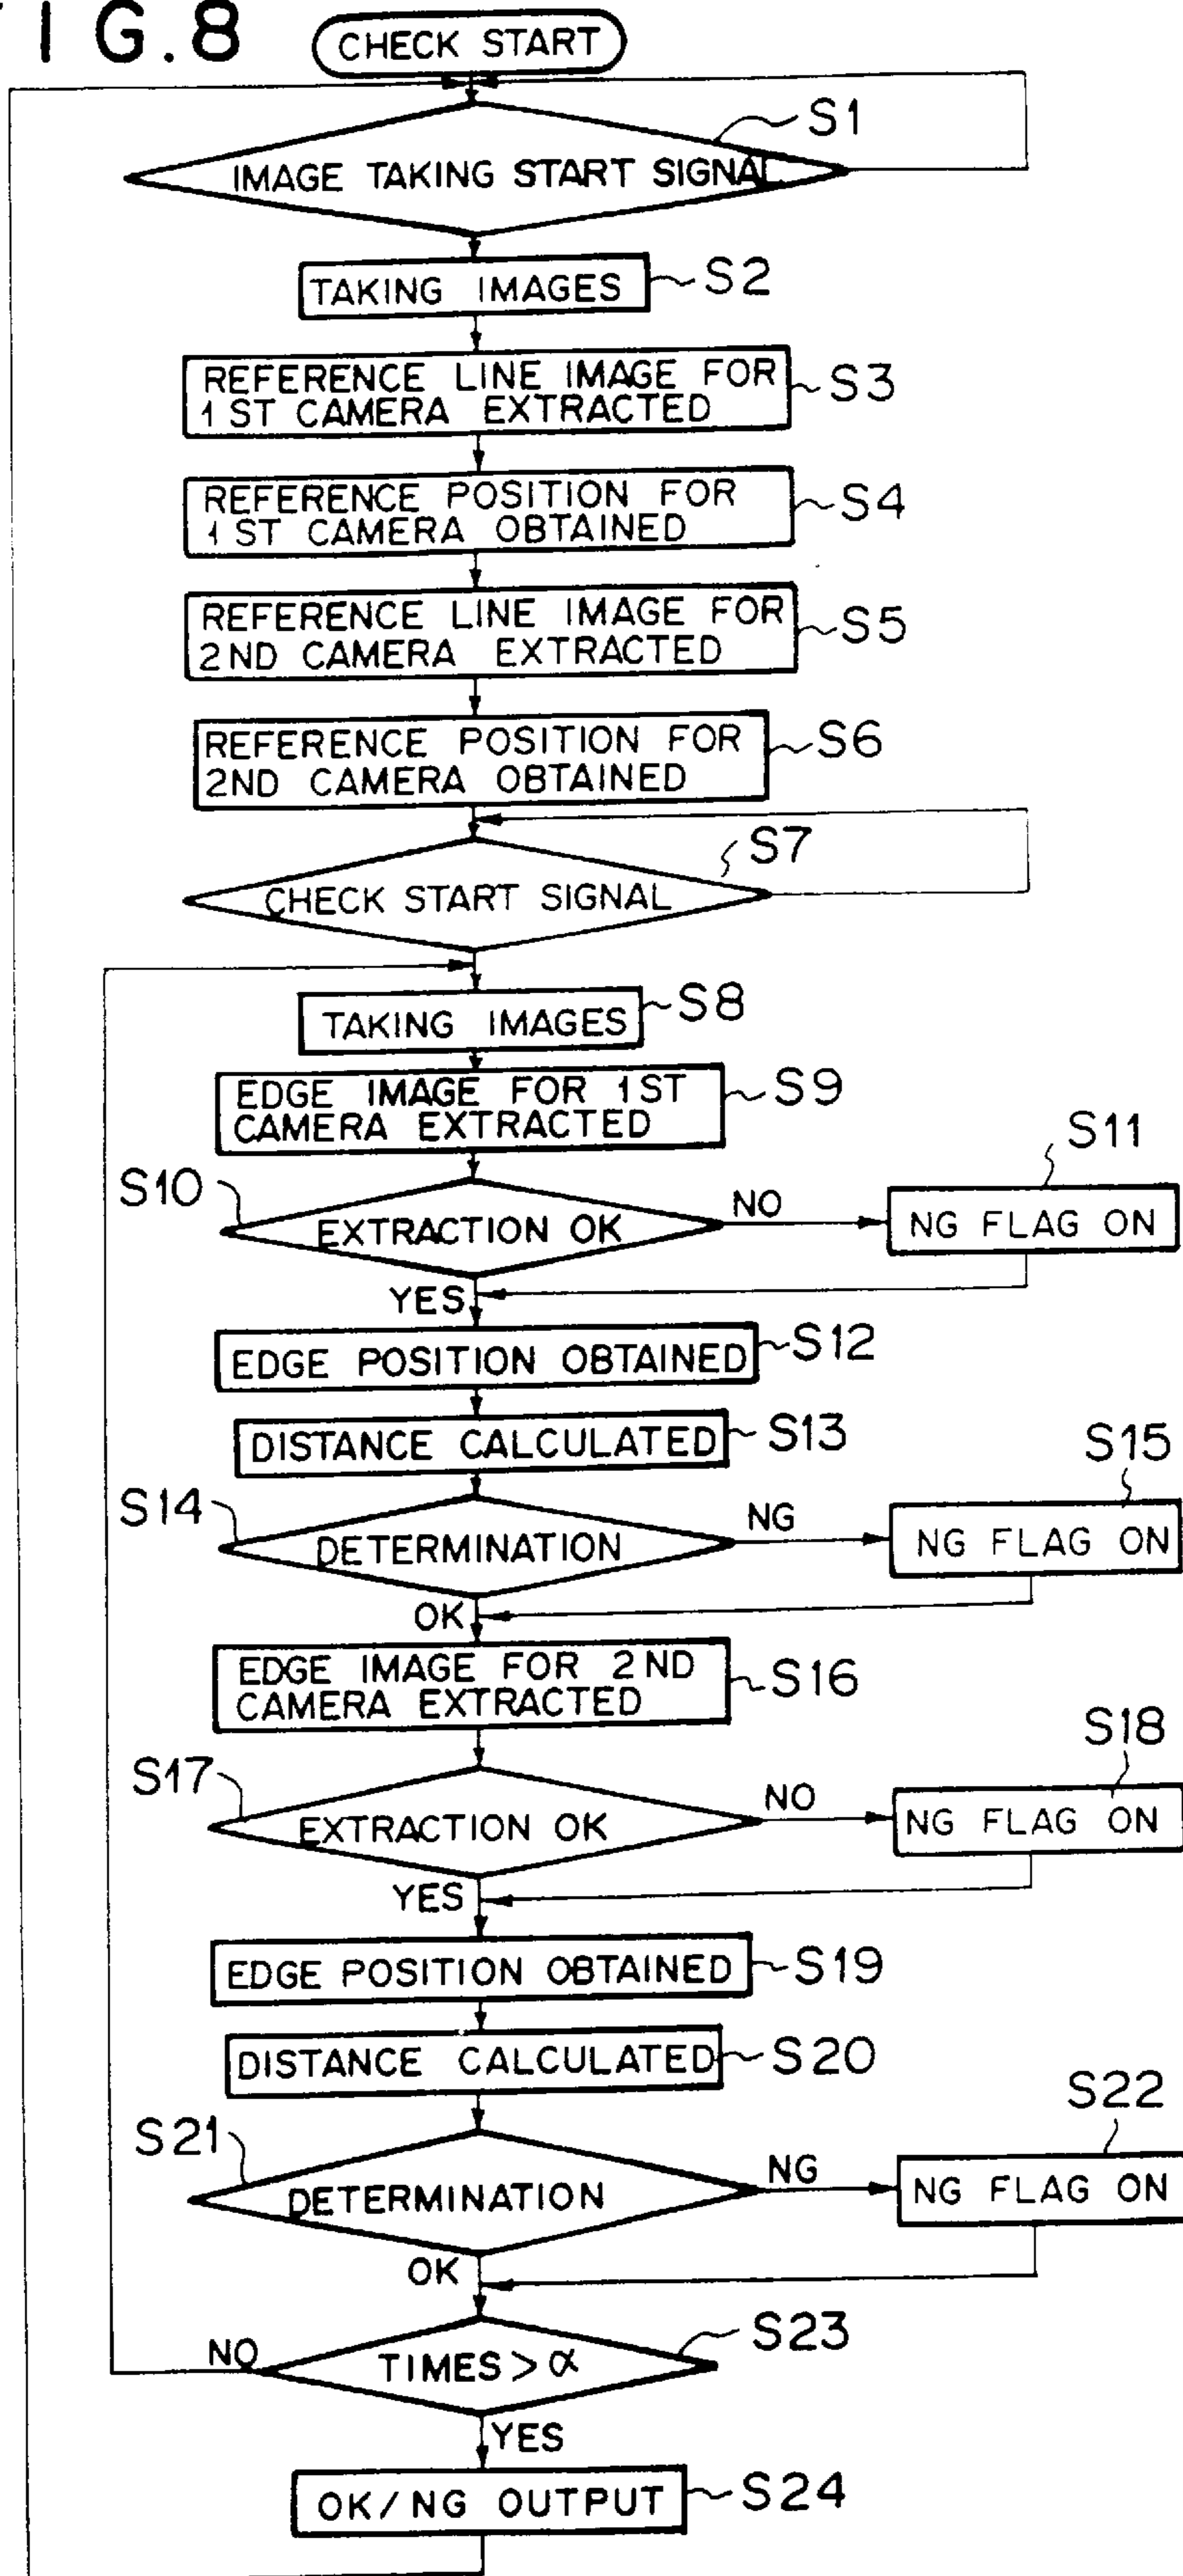 FIG.8
CHECK START
S1
IMAGE TAKING START SIGNAL
S2
TAKING IMAGES
S3
REFERENCE LINE IMAGE FOR
1ST CAMERA EXTRACTED
S4
REFERENCE POSITION FOR
1ST CAMERA OBTAINED
S5
REFERENCE LINE IMAGE FOR
2ND CAMERA EXTRACTED
S6
REFERENCE POSITION FOR
2ND CAMERA OBTAINED
S7
CHECK START SIGNAL
S8
TAKING IMAGES
S9
EDGE IMAGE FOR 1ST
CAMERA EXTRACTED
S10
EXTRACTION OK
NO
S11
NG FLAG ON
YES
S12
EDGE POSITION OBTAINED
S13
DISTANCE CALCULATED
S14
DETERMINATION
NG
S15
NG FLAG ON
OK
S16
EDGE IMAGE FOR 2ND
CAMERA EXTRACTED
S17
EXTRACTION OK
NO
S18
NG FLAG ON
YES
S19
EDGE POSITION OBTAINED
S20
DISTANCE CALCULATED
S21
DETERMINATION
NG
S22
NG FLAG ON
OK
S23
NO
TIMES > α
YES
S24
OK/NG OUTPUT